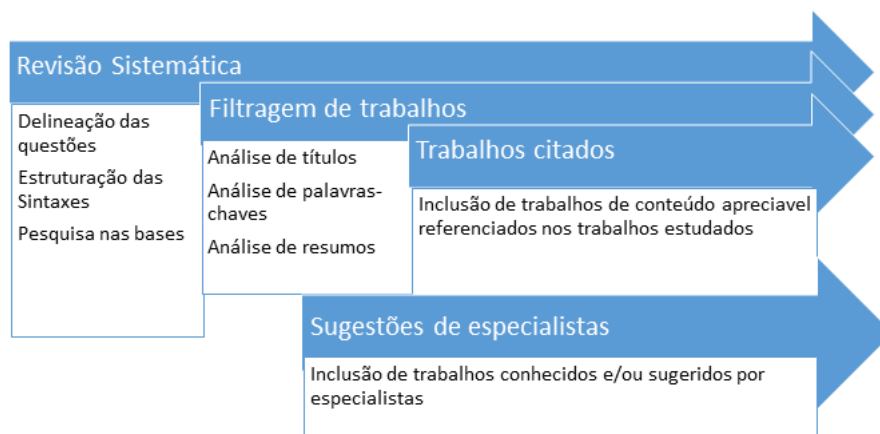 Revisão Sistemática
Delineação das
questões
Estruturação das
Sintaxes
Pesquisa nas bases
Filtragem de trabalhos
Análise de títulos
Análise de palavras-
chaves
Análise de resumos
Trabalhos citados
Inclusão de trabalhos de conteúdo apreciavel
referenciados nos trabalhos estudados
Sugestões de especialistas
Inclusão de trabalhos conhecidos e/ou sugeridos por
especialistas